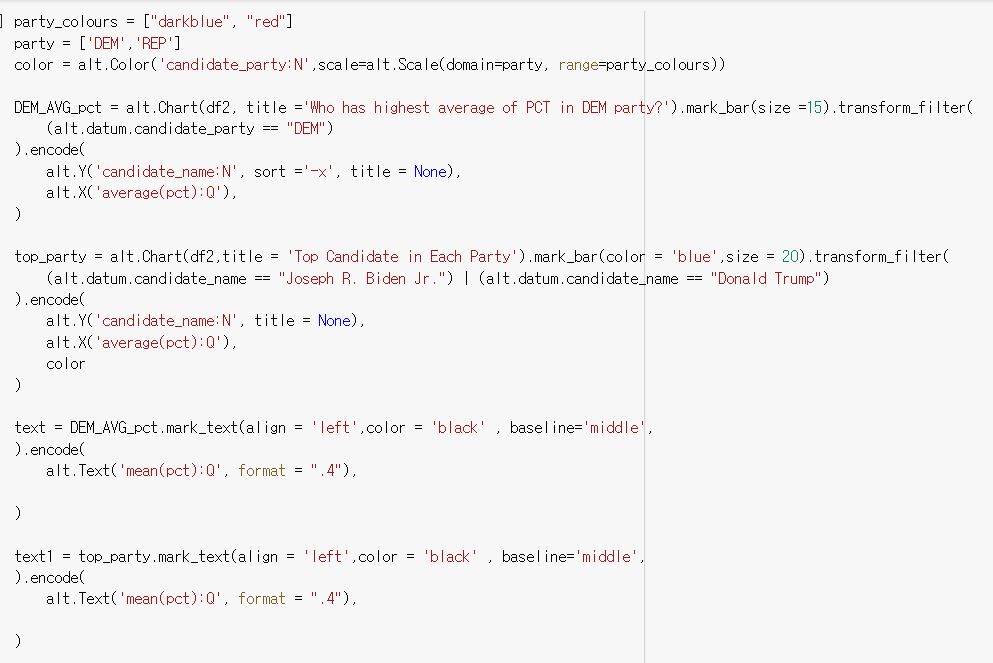 ] party_colours = ["darkblue", "red"]
party = ['DEM','REP']
color = alt.Color('candidate_party:N',scale=alt.Scale(domain=party, range=party_colours))

DEM_AVG_pct = alt.Chart(df2, title ='Who has highest average of PCT in DEM party?').mark_bar(size =15).transform_filter(
    (alt.datum.candidate_party == "DEM")
).encode(
    alt.Y('candidate_name:N', sort ='-x', title = None),
    alt.X('average(pct):Q'),
)

top_party = alt.Chart(df2,title = 'Top Candidate in Each Party').mark_bar(color = 'blue',size = 20).transform_filter(
    (alt.datum.candidate_name == "Joseph R. Biden Jr.") | (alt.datum.candidate_name == "Donald Trump")
).encode(
    alt.Y('candidate_name:N', title = None),
    alt.X('average(pct):Q'),
    color
)

text = DEM_AVG_pct.mark_text(align = 'left',color = 'black' , baseline='middle',
).encode(
    alt.Text('mean(pct):Q', format = ".4"),

)

text1 = top_party.mark_text(align = 'left',color = 'black' , baseline='middle',
).encode(
    alt.Text('mean(pct):Q', format = ".4"),

)